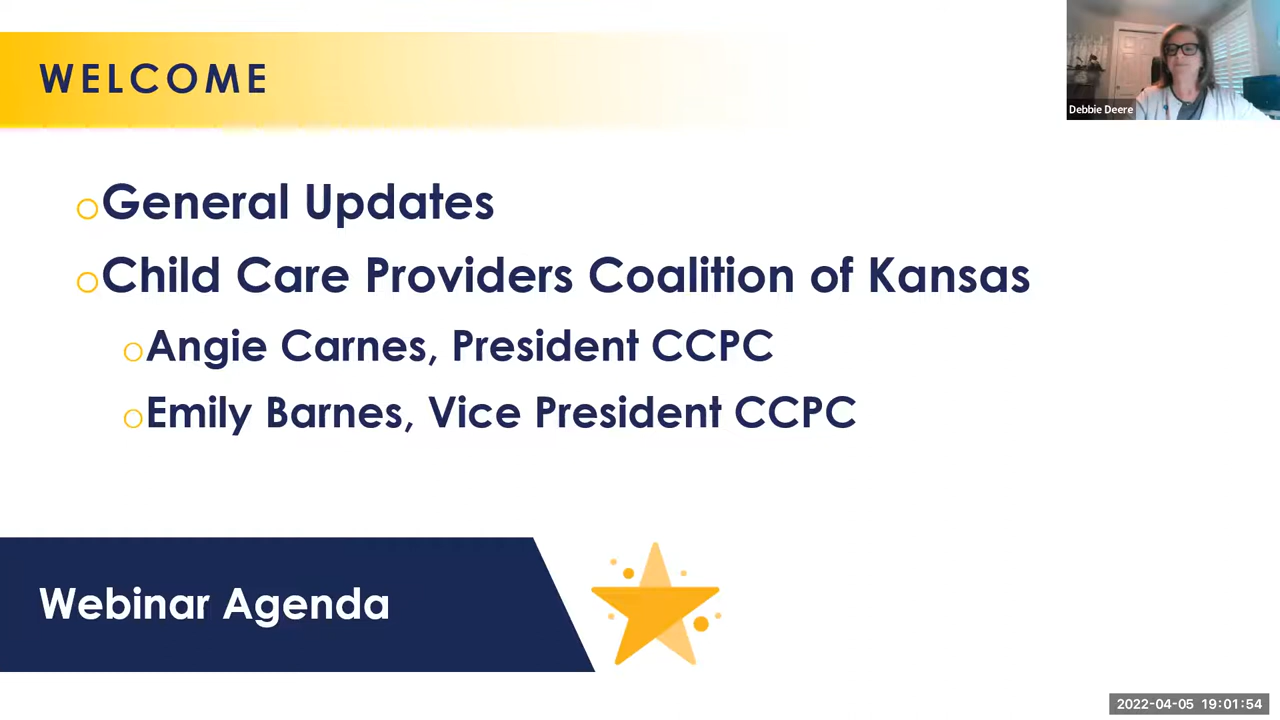 WELCOME
Debbie Deere
General Updates
Child Care Providers Coalition of Kansas
Angie Carnes, President CCPC
Emily Barnes, Vice President CCPC
Webinar Agenda
2022-04-05 19:01:54